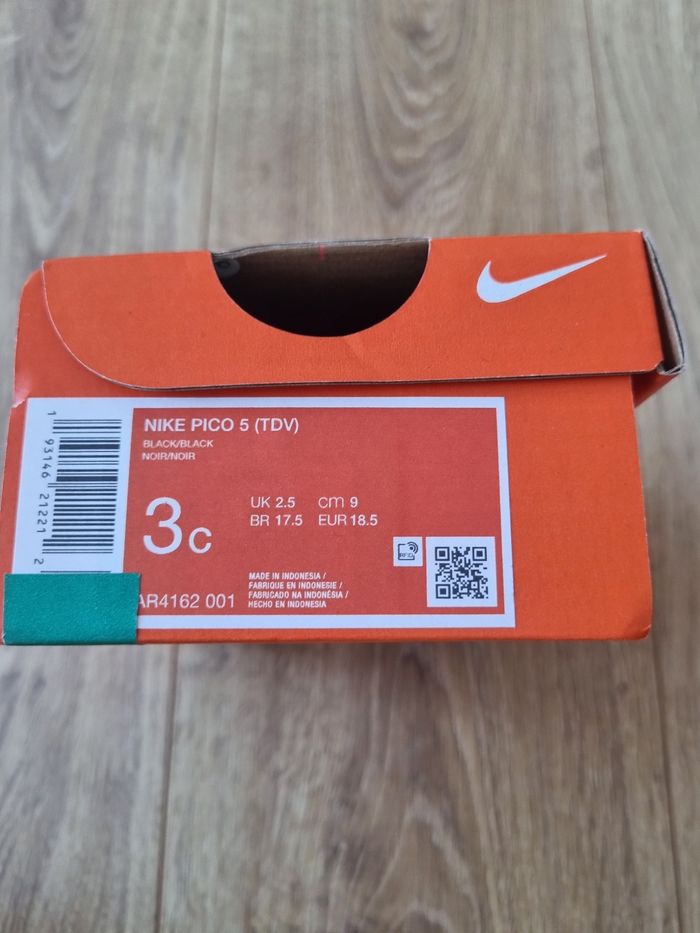 NIKE PICO 5 (TDV)
BLACK/BLACK
NOIR/NOIR
3C
UK 2.5 cm 9
BR 17.5 EUR 18.5
RFID
MADE IN INDONESIA /
FABRIQUE EN INDONESIE /
FABRICADO NA INDONÉSIA /
HECHO EN INDONESIA
AR4162 001
1 93146 21221 2